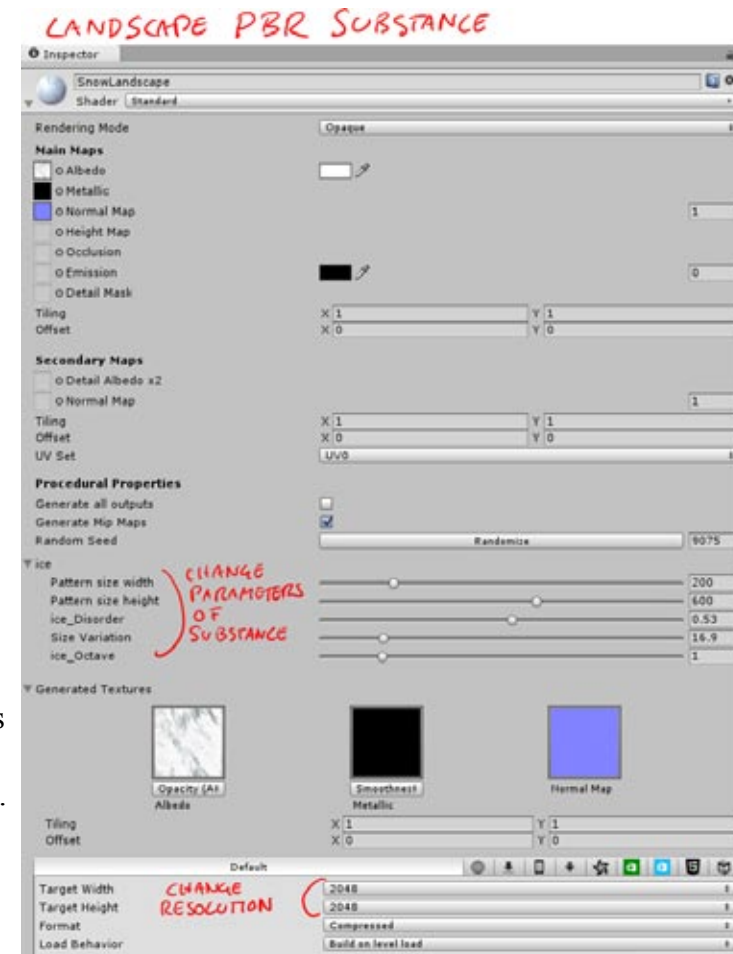 LANDSCAPE PBR SUBSTANCE
Inspector
SnowLandscape
Shader Standard
Rendering Mode Opaque
Main Maps
Albedo
Metallic
Normal Map 1
Height Map
Occlusion
Emission 0
Detail Mask
Tiling X 1 Y 1
Offset X 0 Y 0
Secondary Maps
Detail Albedo x2
Normal Map 1
Tiling X 1 Y 1
Offset X 0 Y 0
UV Set UV0
Procedural Properties
Generate all outputs
Generate Mip Maps
Random Seed Randomize 9075
ice
Pattern size width 200
Pattern size height 600
ice_Disorder 0.53
Size Variation 16.9
ice_Octave 1
CHANGE
PARAMETERS
OF
SUBSTANCE
Generated Textures
Opacity (Al Smoothnest Normal Map
Albedo Metallic
Tiling X 1 Y 1
Offset X 0 Y 0
Default
Target Width 2048
Target Height 2048
CHANGE
RESOLUTION
Format Compressed
Load Behavior Build on level load
s
.